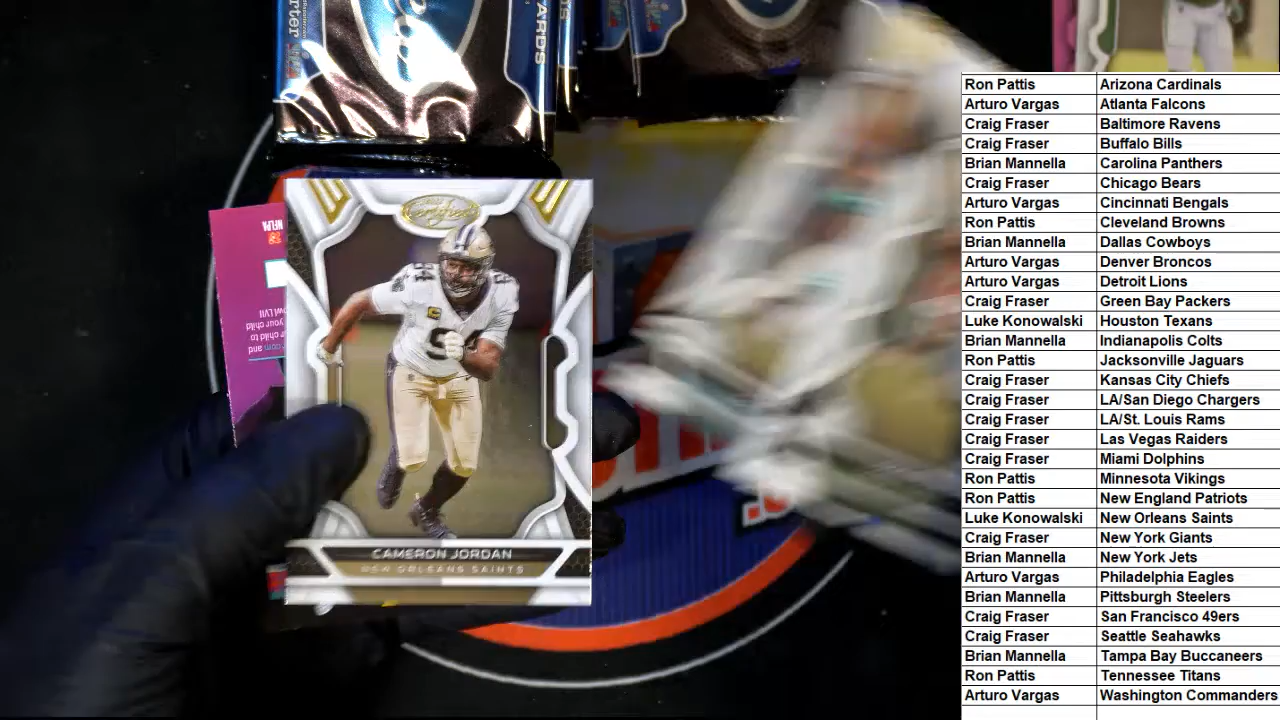 CARDS
NFLPA
Certified
94
CAMERON JORDAN
NEW ORLEANS SAINTS
Ron Pattis Arizona Cardinals
Arturo Vargas Atlanta Falcons
Craig Fraser Baltimore Ravens
Craig Fraser Buffalo Bills
Brian Mannella Carolina Panthers
Craig Fraser Chicago Bears
Arturo Vargas Cincinnati Bengals
Ron Pattis Cleveland Browns
Brian Mannella Dallas Cowboys
Arturo Vargas Denver Broncos
Arturo Vargas Detroit Lions
Craig Fraser Green Bay Packers
Luke Konowalski Houston Texans
Brian Mannella Indianapolis Colts
Ron Pattis Jacksonville Jaguars
Craig Fraser Kansas City Chiefs
Craig Fraser LA/San Diego Chargers
Craig Fraser LA/St. Louis Rams
Craig Fraser Las Vegas Raiders
Craig Fraser Miami Dolphins
Ron Pattis Minnesota Vikings
Ron Pattis New England Patriots
Luke Konowalski New Orleans Saints
Craig Fraser New York Giants
Brian Mannella New York Jets
Arturo Vargas Philadelphia Eagles
Brian Mannella Pittsburgh Steelers
Craig Fraser San Francisco 49ers
Craig Fraser Seattle Seahawks
Brian Mannella Tampa Bay Buccaneers
Ron Pattis Tennessee Titans
Arturo Vargas Washington Commanders